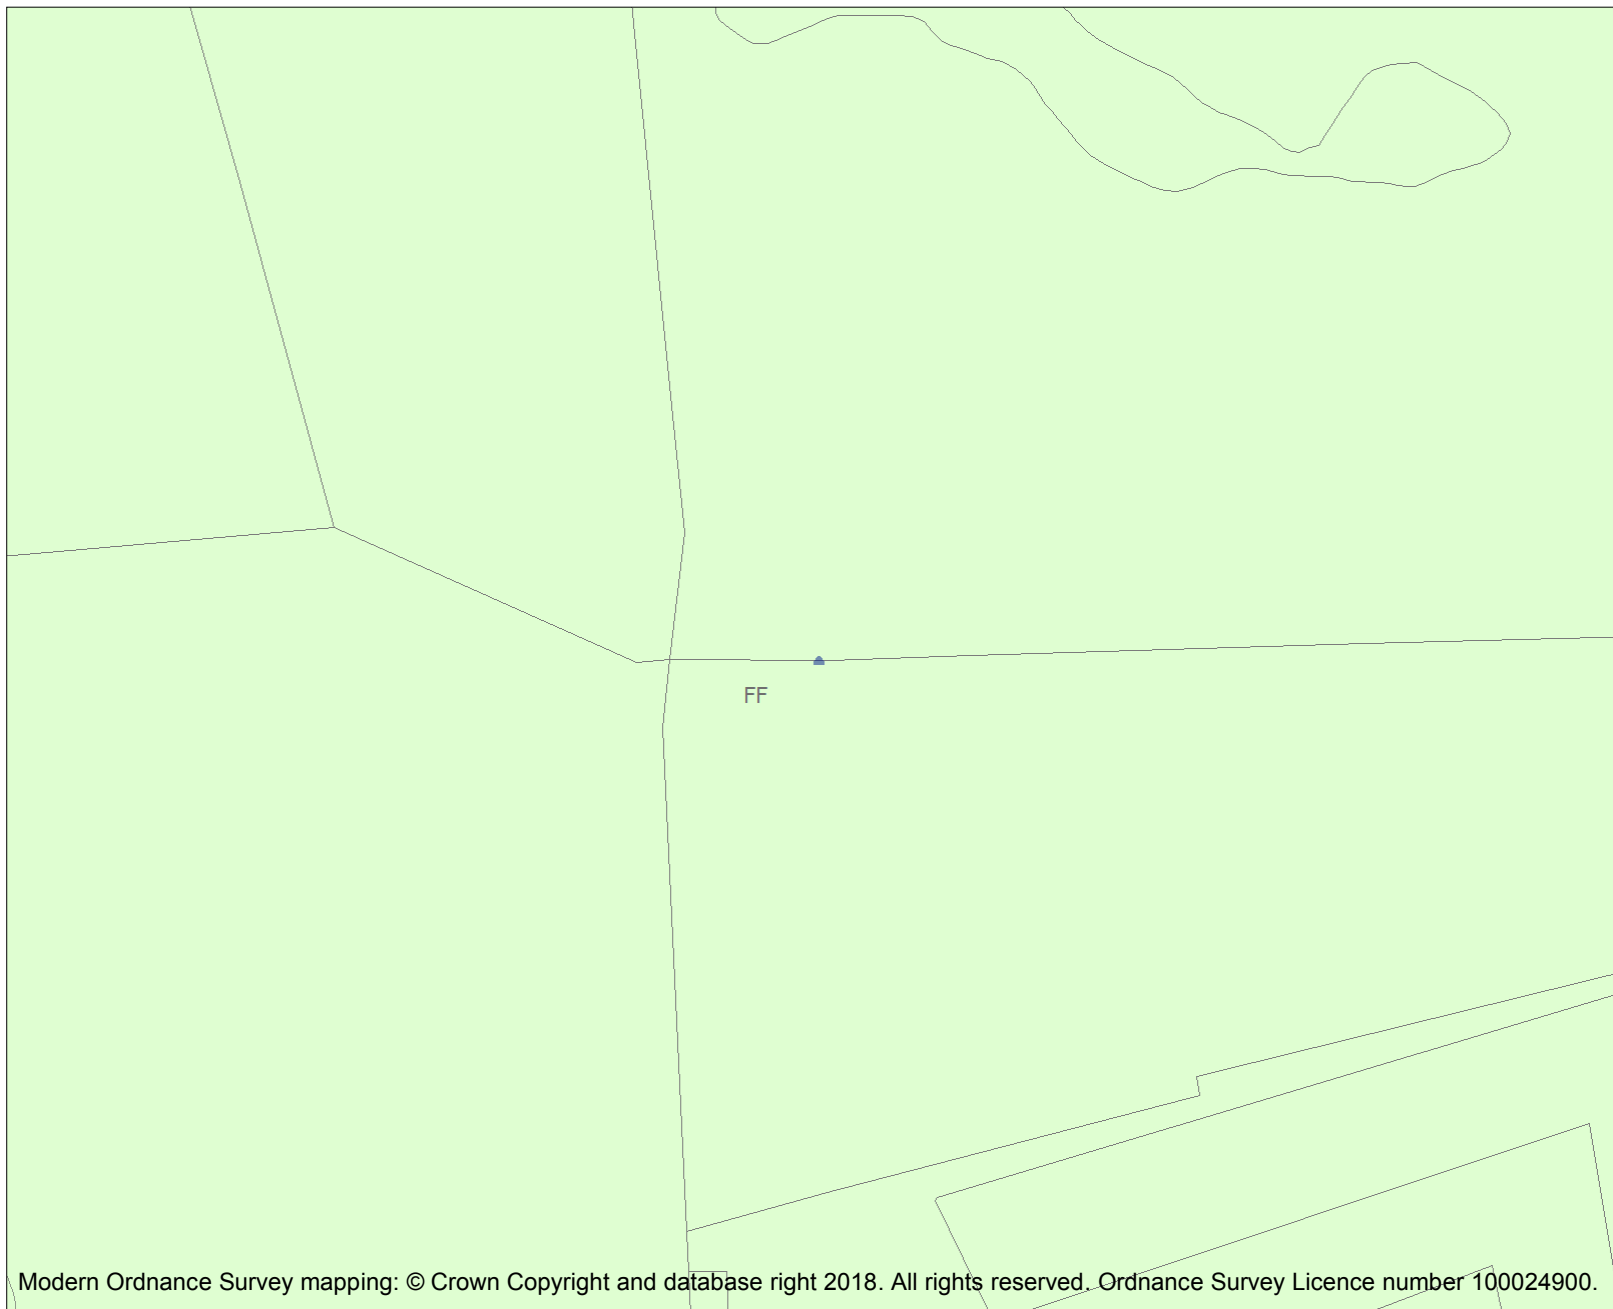 FF
Modern Ordnance Survey mapping: © Crown Copyright and database right 2018. All rights reserved. Ordnance Survey Licence number 100024900.